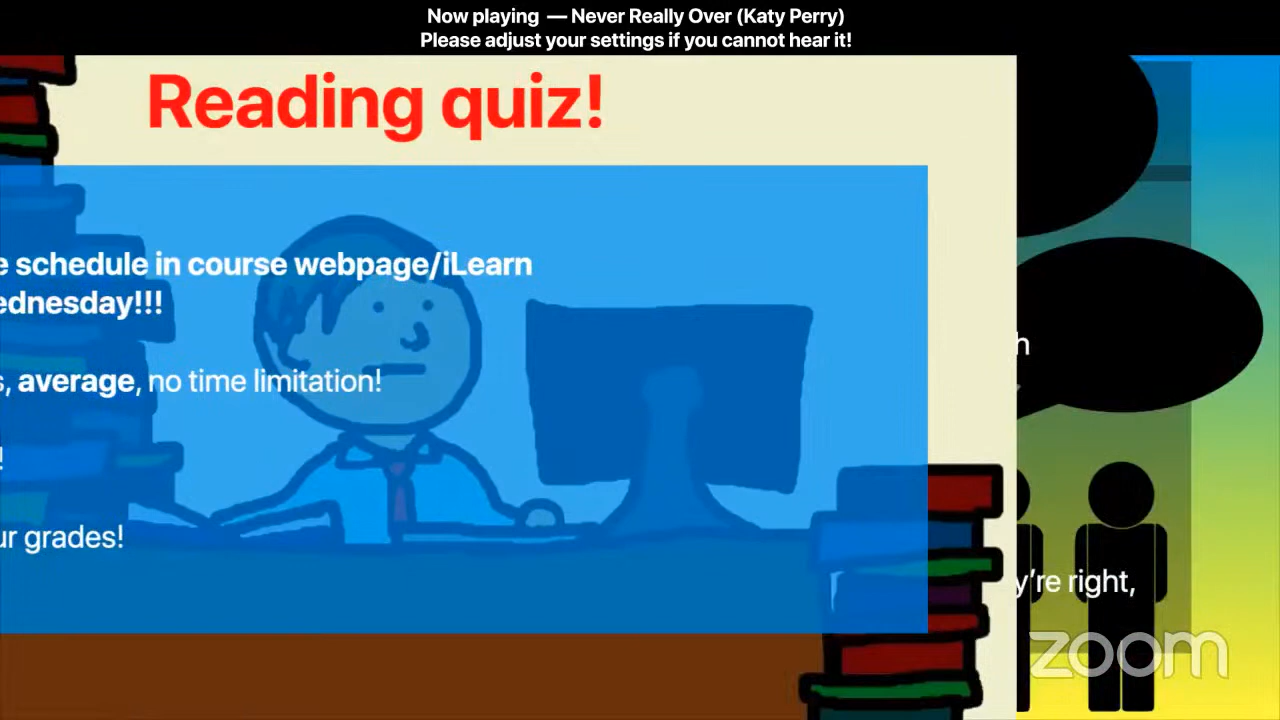 Now playing — Never Really Over (Katy Perry)
Please adjust your settings if you cannot hear it!
Reading quiz!
e schedule in course webpage/iLearn
ednesday!!!
s, average, no time limitation!
!
ur grades!
h
y’re right,
zoom